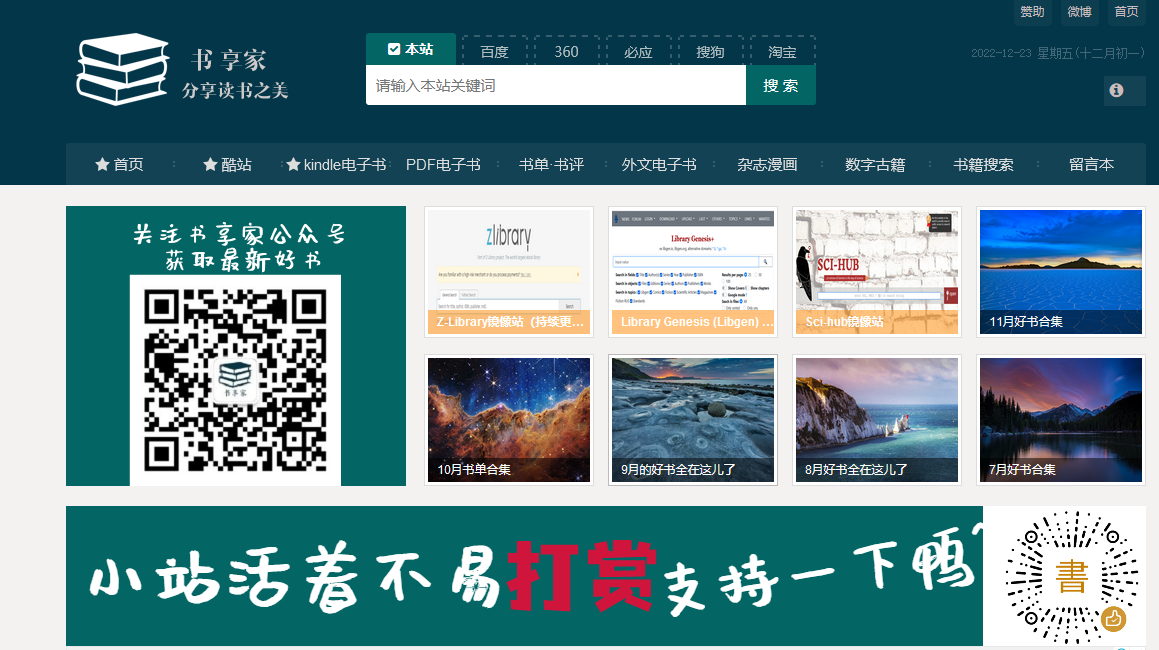 赞助 微博 首页
书享家
分享读书之美
本站 百度 360 必应 搜狗 淘宝
请输入本站关键词 搜 索
2022-12-23 星期五(十二月初一)
首页 酷站 kindle电子书 PDF电子书 书单·书评 外文电子书 杂志漫画 数字古籍 书籍搜索 留言本
关注书享家公众号
获取最新好书
书享家
zlibrary
Z-Library镜像站（持续更...
Library Genesis+
Library Genesis (Libgen) ...
SCI-HUB
Sci-hub镜像站
11月好书合集
10月书单合集
9月的好书全在这儿了
8月好书全在这儿了
7月好书合集
小站活着不易打赏支持一下鸭~
書